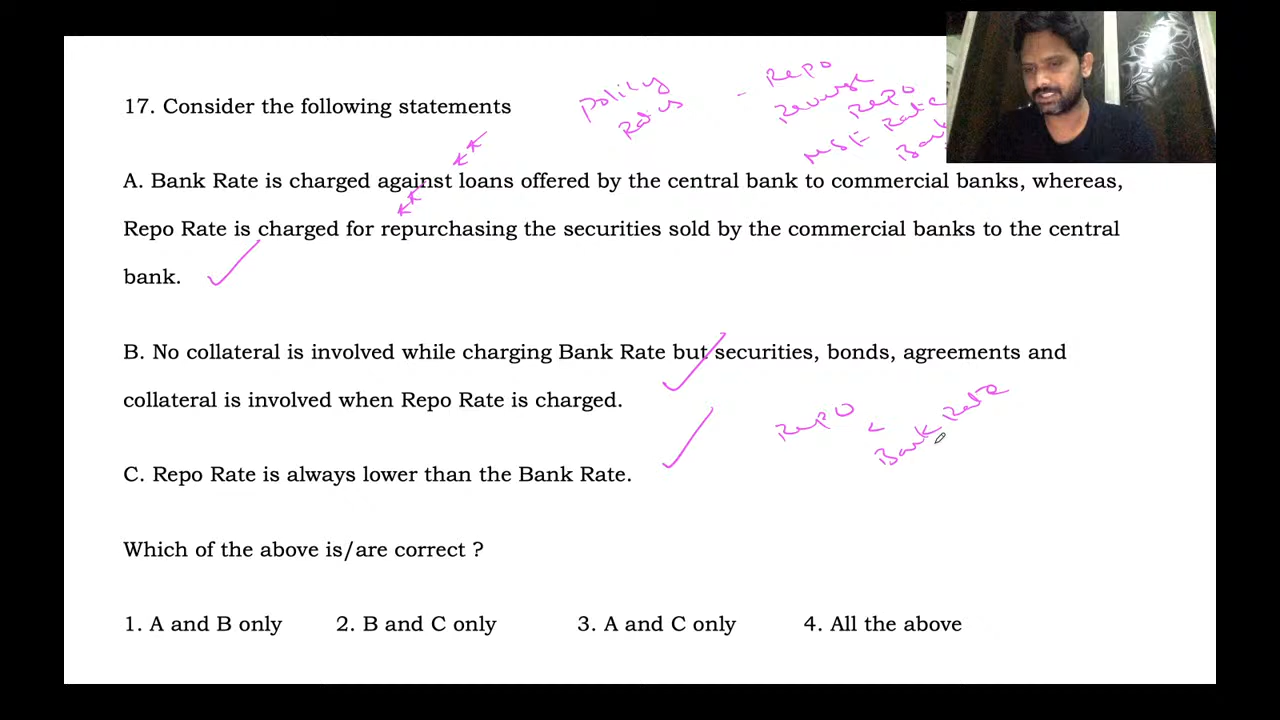 17. Consider the following statements
Policy
Rates
- Repo
Reverse Repo
MSF Rate
Bank
A. Bank Rate is charged against loans offered by the central bank to commercial banks, whereas,
Repo Rate is charged for repurchasing the securities sold by the commercial banks to the central
bank.
B. No collateral is involved while charging Bank Rate but securities, bonds, agreements and
collateral is involved when Repo Rate is charged.
Repo < Bank Rate
C. Repo Rate is always lower than the Bank Rate.
Which of the above is/are correct ?
1. A and B only 2. B and C only 3. A and C only 4. All the above